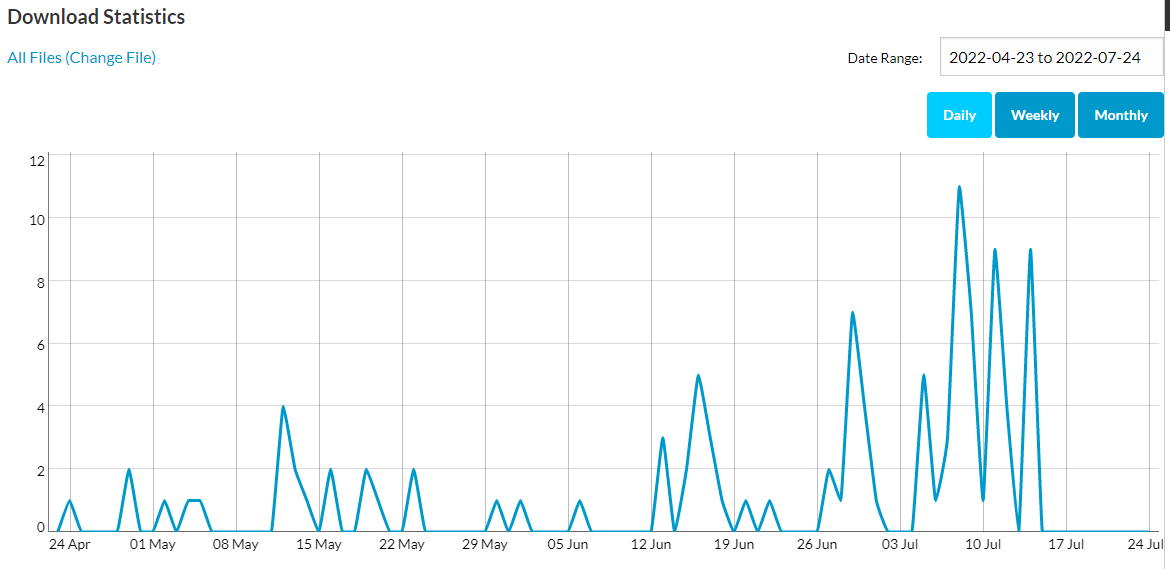 Download Statistics
All Files (Change File)
Date Range: 2022-04-23 to 2022-07-24
Daily Weekly Monthly
12
10
8
6
4
2
0
24 Apr 01 May 08 May 15 May 22 May 29 May 05 Jun 12 Jun 19 Jun 26 Jun 03 Jul 10 Jul 17 Jul 24 Jul